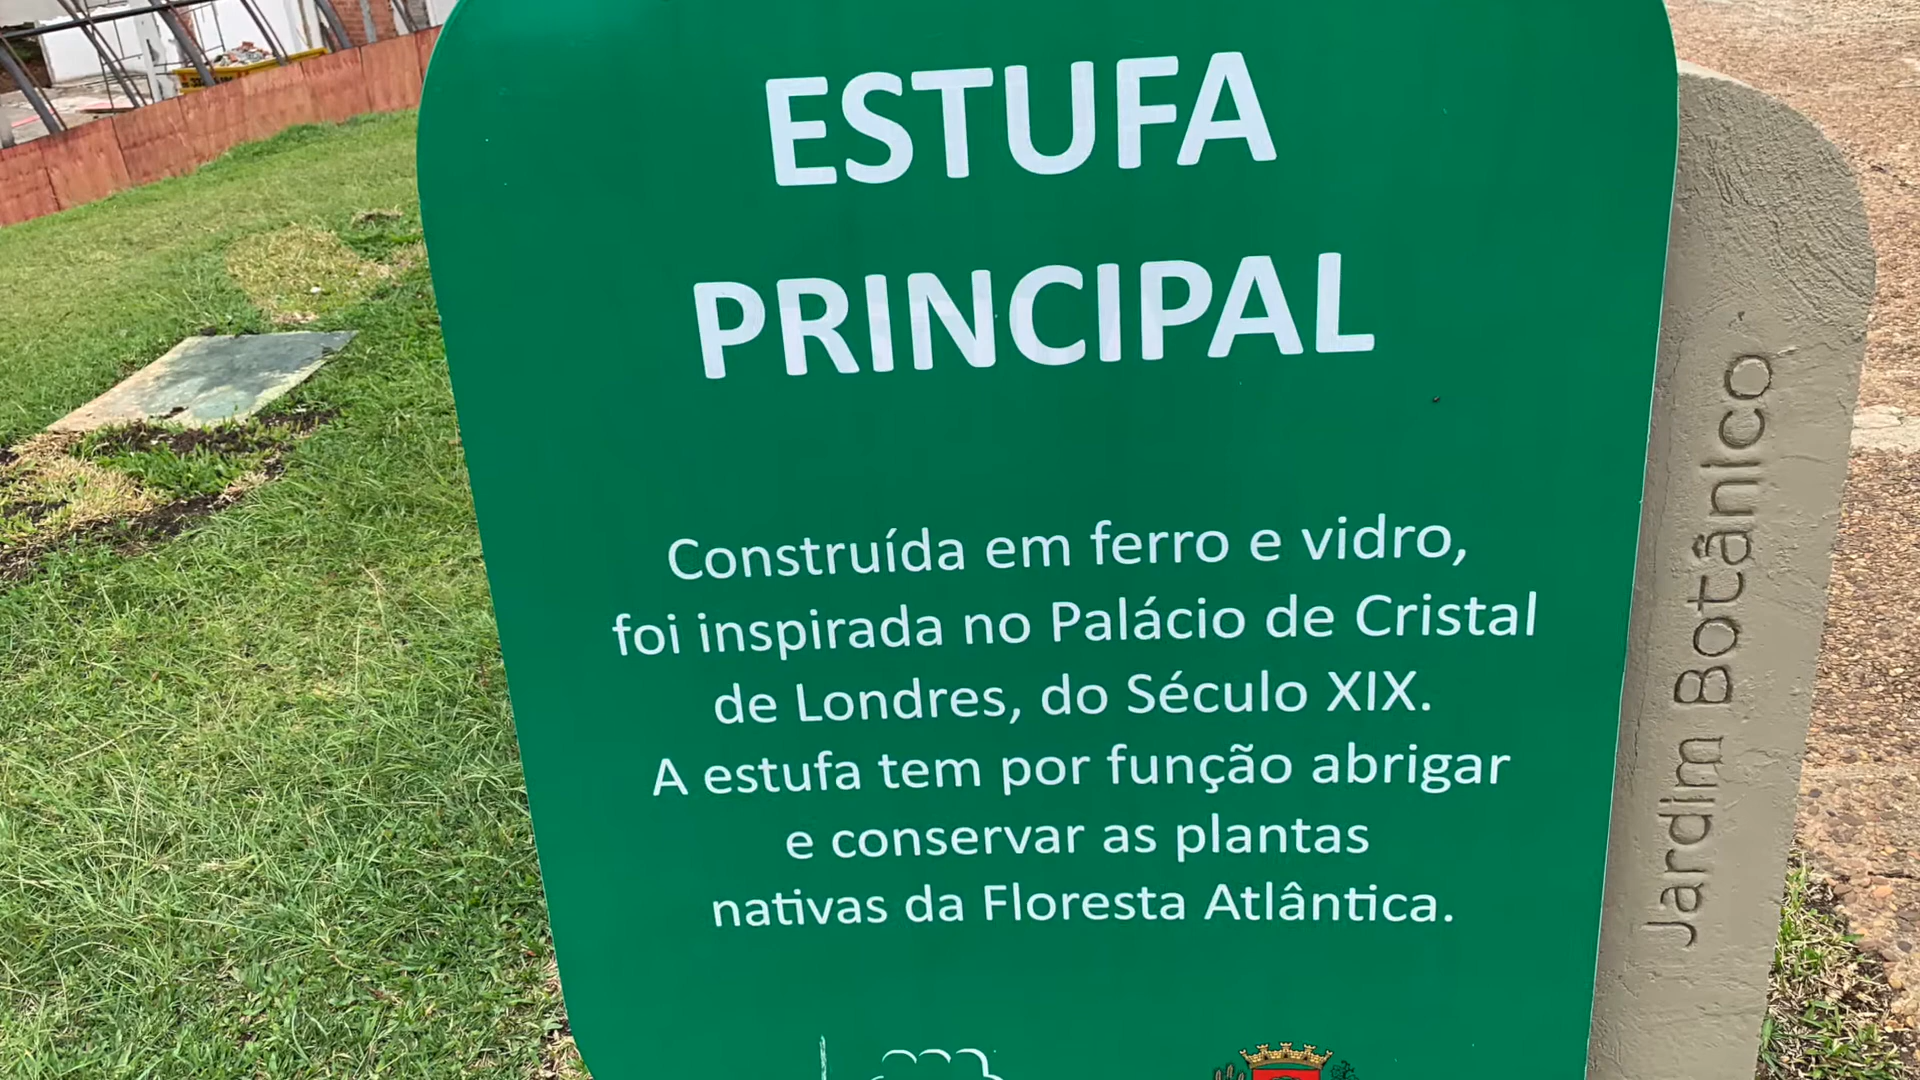 ESTUFA
PRINCIPAL
Construída em ferro e vidro,
foi inspirada no Palácio de Cristal
de Londres, do Século XIX.
A estufa tem por função abrigar
e conservar as plantas
nativas da Floresta Atlântica.
Jardim Botânico